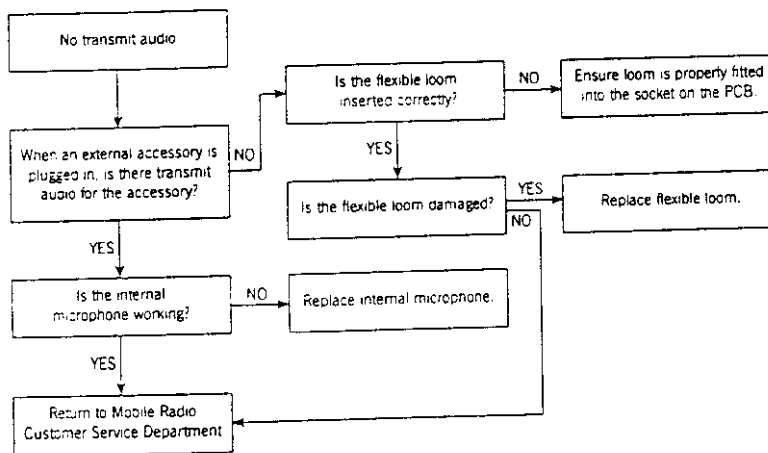 No transmit audio
When an external accessory is
plugged in, is there transmit
audio for the accessory?
NO
YES
Is the internal
microphone working?
NO
Replace internal microphone.
YES
Return to Mobile Radio
Customer Service Department
Is the flexible loom
inserted correctly?
NO
Ensure loom is properly fitted
into the socket on the PCB.
YES
Is the flexible loom damaged?
YES
NO
Replace flexible loom.